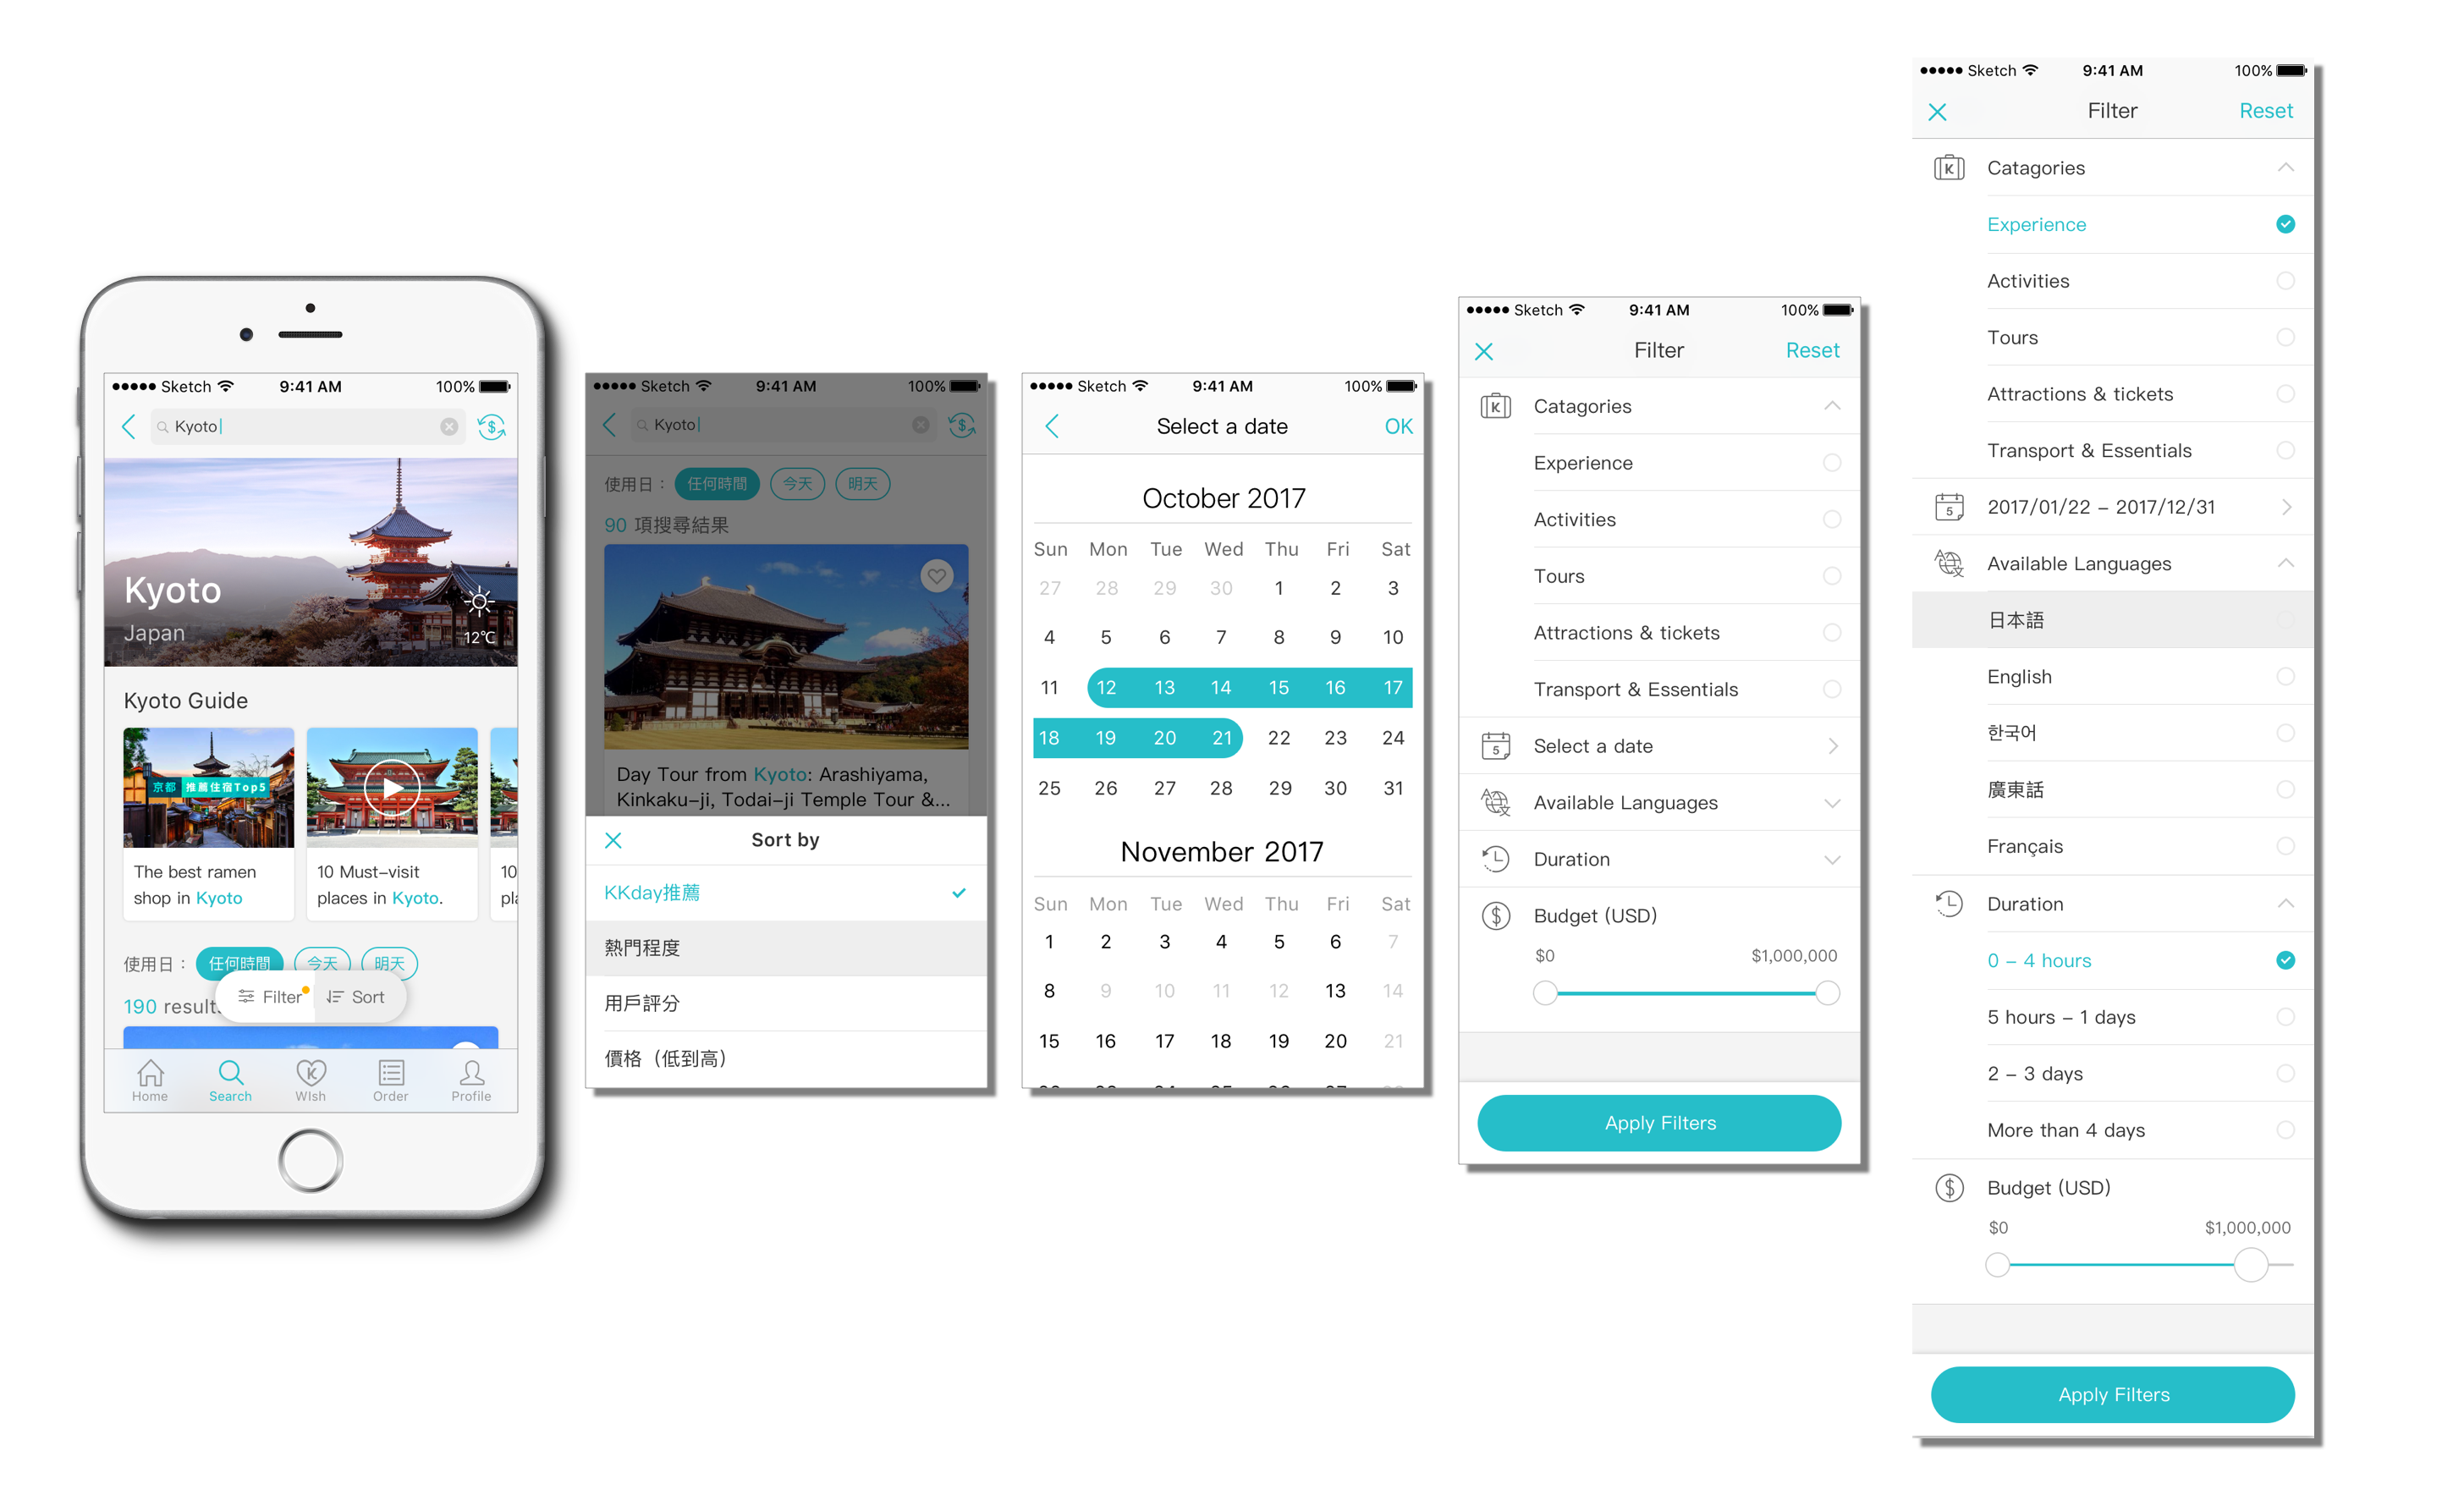 Sketch 9:41 AM 100%
Kyoto
Kyoto
Japan
12℃
Kyoto Guide
京都 推薦住宿Top5
The best ramen
shop in Kyoto
10 Must-visit
places in Kyoto.
10
使用日： 任何時間 今天 明天
190 result
Filter Sort
Home Search WIsh Order Profile
Sketch 9:41 AM 100%
Kyoto
使用日： 任何時間 今天 明天
90 項搜尋結果
Day Tour from Kyoto: Arashiyama,
Kinkaku-ji, Todai-ji Temple Tour &...
Sort by
KKday推薦
熱門程度
用戶評分
價格（低到高）
Sketch 9:41 AM 100%
Select a date OK
October 2017
Sun Mon Tue Wed Thu Fri Sat
27 28 29 30 1 2 3
4 5 6 7 8 9 10
11 12 13 14 15 16 17
18 19 20 21 22 23 24
25 26 27 28 29 30 31
November 2017
Sun Mon Tue Wed Thu Fri Sat
1 2 3 4 5 6 7
8 9 10 11 12 13 14
15 16 17 18 19 20 21
Sketch 9:41 AM 100%
Filter Reset
K Catagories
Experience
Activities
Tours
Attractions & tickets
Transport & Essentials
5 Select a date
Available Languages
Duration
$ Budget (USD)
$0 $1,000,000
Apply Filters
Sketch 9:41 AM 100%
Filter Reset
K Catagories
Experience
Activities
Tours
Attractions & tickets
Transport & Essentials
5 2017/01/22 – 2017/12/31
Available Languages
日本語
English
한국어
廣東話
Français
Duration
0 – 4 hours
5 hours – 1 days
2 – 3 days
More than 4 days
$ Budget (USD)
$0 $1,000,000
Apply Filters